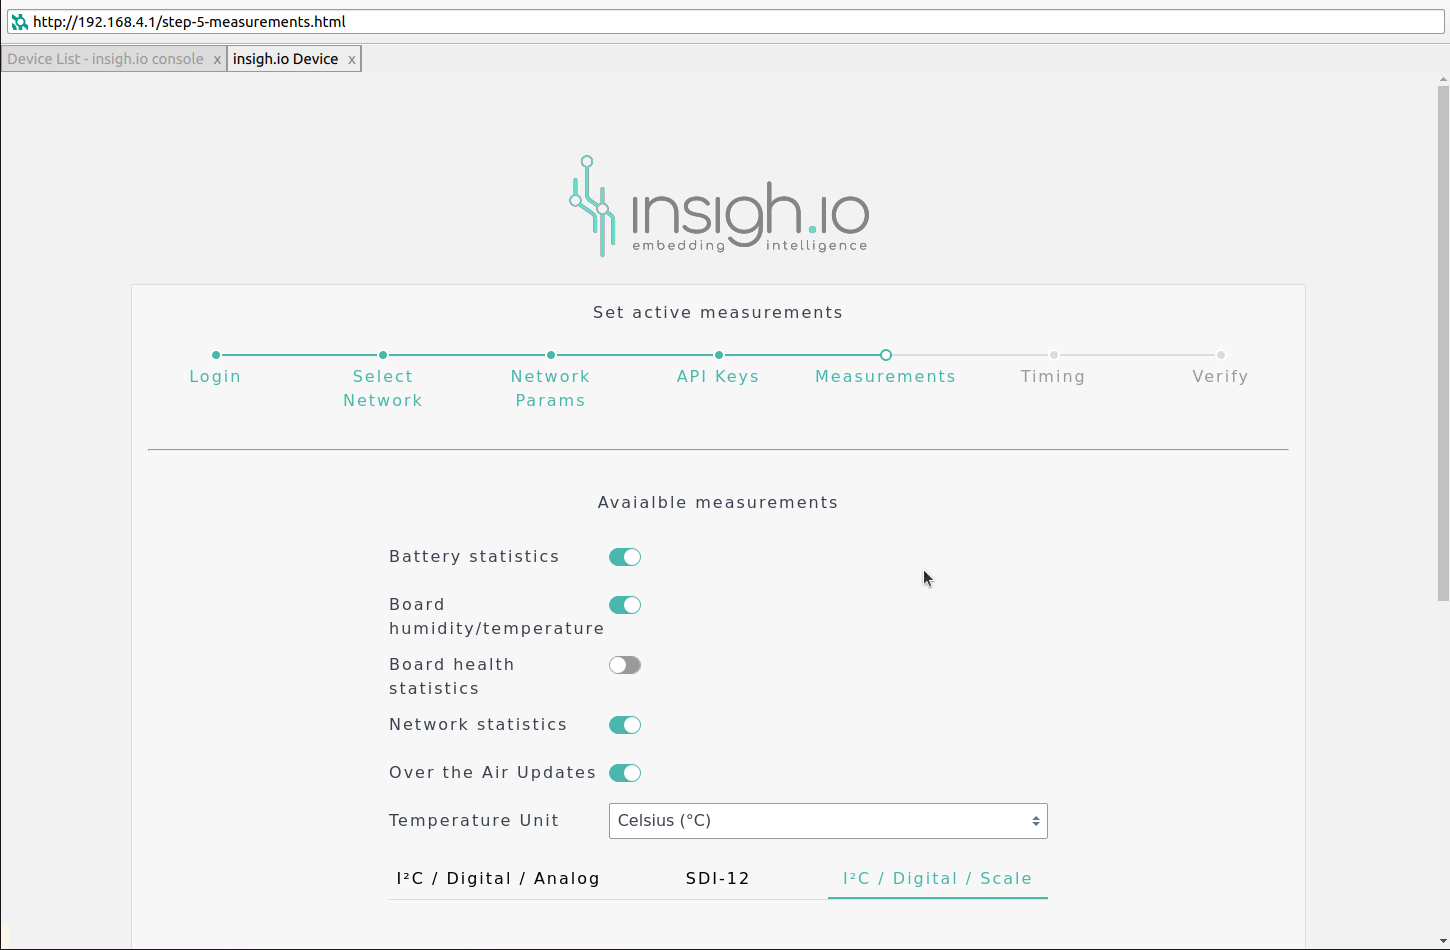 http://192.168.4.1/step-5-measurements.html
Device List - insigh.io console x
insigh.io Device x
insigh.io
embedding intelligence
Set active measurements
Login
Select
Network
Network
Params
API Keys
Measurements
Timing
Verify
Avaialble measurements
Battery statistics
Board
humidity/temperature
Board health
statistics
Network statistics
Over the Air Updates
Temperature Unit
Celsius (°C)
I²C / Digital / Analog
SDI-12
I²C / Digital / Scale